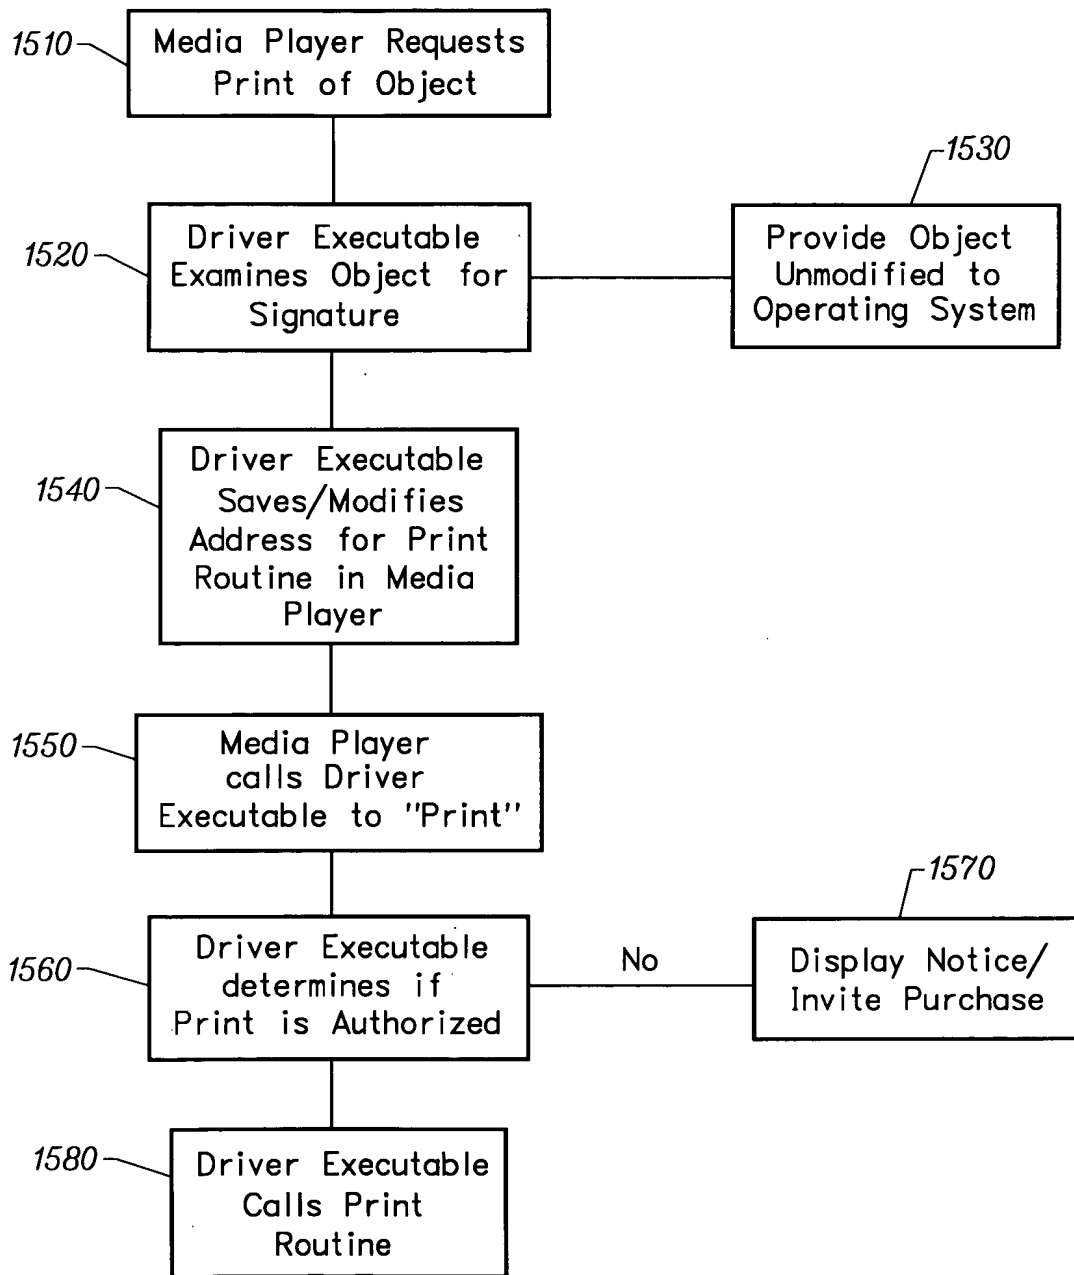 1510
Media Player Requests
Print of Object
1530
1520
Driver Executable
Examines Object for
Signature
Provide Object
Unmodified to
Operating System
1540
Driver Executable
Saves/Modifies
Address for Print
Routine in Media
Player
1550
Media Player
calls Driver
Executable to "Print"
1570
1560
Driver Executable
determines if
Print is Authorized
No
Display Notice/
Invite Purchase
1580
Driver Executable
Calls Print
Routine